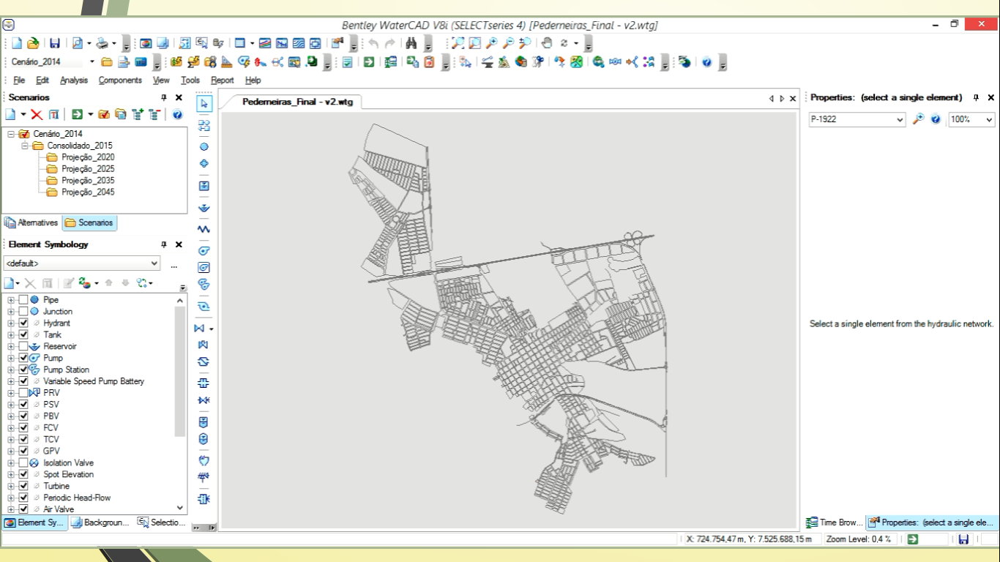 Bentley WaterCAD V8i (SELECTseries 4) [Pederneiras_Final - v2.wtg]
Cenário_2014
File Edit Analysis Components View Tools Report Help
Scenarios
Cenário_2014
Consolidado_2015
Projeção_2020
Projeção_2025
Projeção_2035
Projeção_2045
Alternatives Scenarios
Element Symbology
<default>
...
Pipe
Junction
Hydrant
Tank
Reservoir
Pump
Pump Station
Variable Speed Pump Battery
PRV
PSV
PBV
FCV
TCV
GPV
Isolation Valve
Spot Elevation
Turbine
Periodic Head-Flow
Air Valve
Element Sy... Backgroun... Selectio...
Pederneiras_Final - v2.wtg
Properties: (select a single element)
P-1922 100%
Select a single element from the hydraulic network.
Time Brow... Properties: (select a single ele...
X: 724.754,47 m, Y: 7.525.688,15 m Zoom Level: 0,4 %